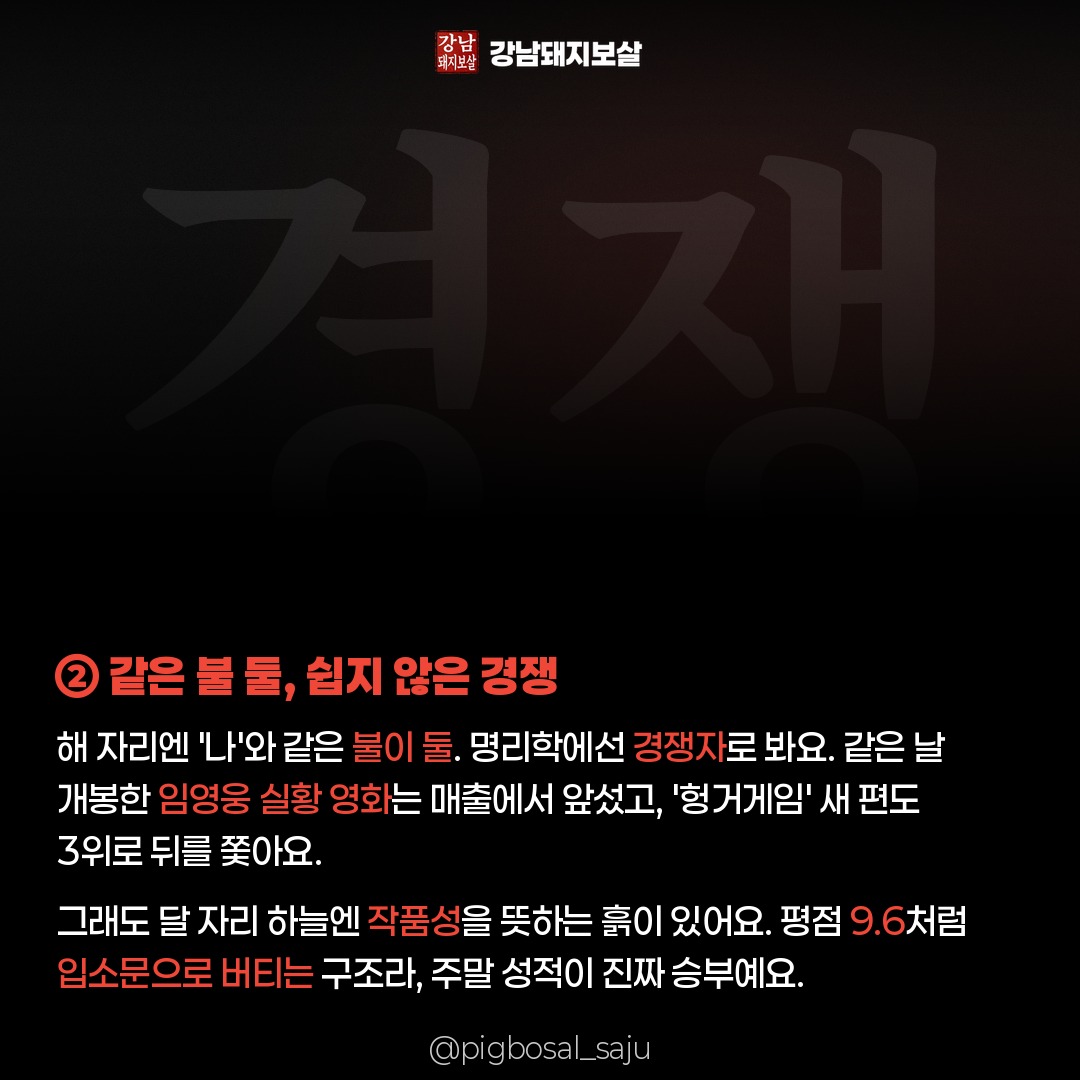 강남
돼지보살
강남돼지보살
경쟁
② 같은 불 둘, 쉽지 않은 경쟁
해 자리엔 '나'와 같은 불이 둘. 명리학에선 경쟁자로 봐요. 같은 날
개봉한 임영웅 실황 영화는 매출에서 앞섰고, '헝거게임' 새 편도
3위로 뒤를 쫓아요.
그래도 달 자리 하늘엔 작품성을 뜻하는 흙이 있어요. 평점 9.6처럼
입소문으로 버티는 구조라, 주말 성적이 진짜 승부예요.
@pigbosal_saju